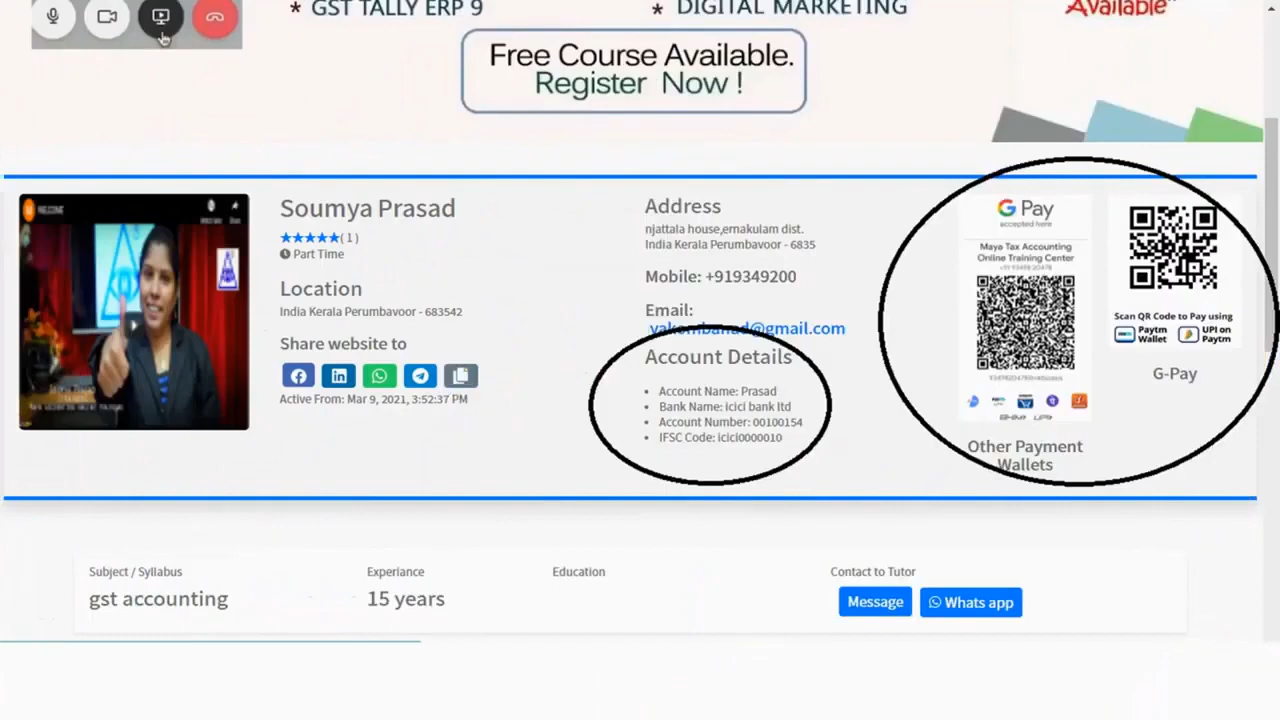 * GST TALLY ERP 9
* DIGITAL MARKETING
Available
Free Course Available.
Register Now !
Soumya Prasad
( 1 )
Part Time
Location
India Kerala Perumbavoor - 683542
Share website to
Active From: Mar 9, 2021, 3:52:37 PM
Address
njattala house,ernakulam dist.
India Kerala Perumbavoor - 6835
Mobile: +919349200
Email:
vakombanad@gmail.com
Account Details
Account Name: Prasad
Bank Name: icici bank ltd
Account Number: 00100154
IFSC Code: icici0000010
G Pay
accepted here
Maya Tax Accounting
Online Training Center
Other Payment
Wallets
Scan QR Code to Pay using
Paytm
Wallet
UPI on
Paytm
G-Pay
Subject / Syllabus
gst accounting
Experiance
15 years
Education
Contact to Tutor
Message
Whats app